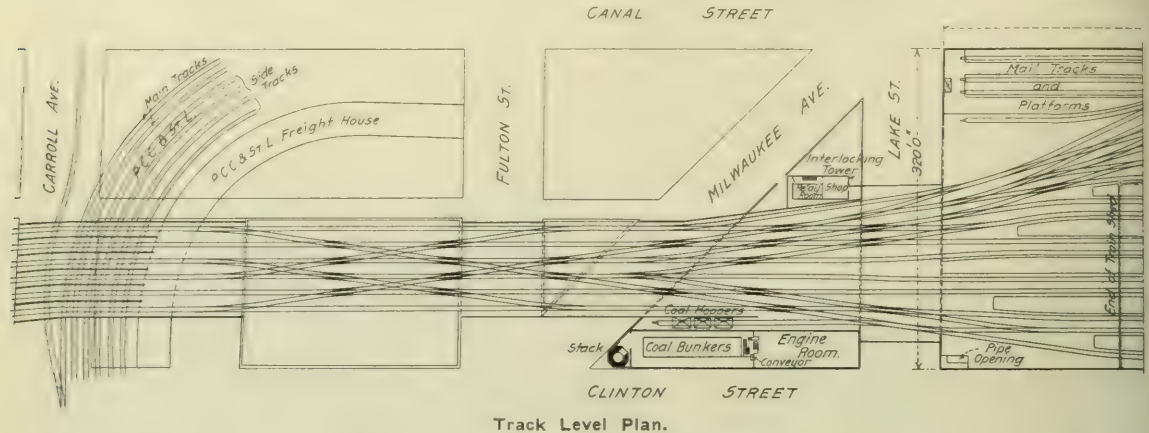 CANAL STREET
CARROLL AVE.
Main Tracks
Side
Tracks
P.C.C. & ST. L.
P.C.C. & ST. L. Freight House
FULTON ST.
MILWAUKEE AVE.
LAKE ST.
320'0"
Mail Tracks
and
Platforms
Interlocking
Tower
Relay
Room
Shop
End of Train Shed
Coal Hoppers
Stack
Coal Bunkers
Conveyor
Engine
Room.
Pipe
Opening
CLINTON STREET
Track Level Plan.